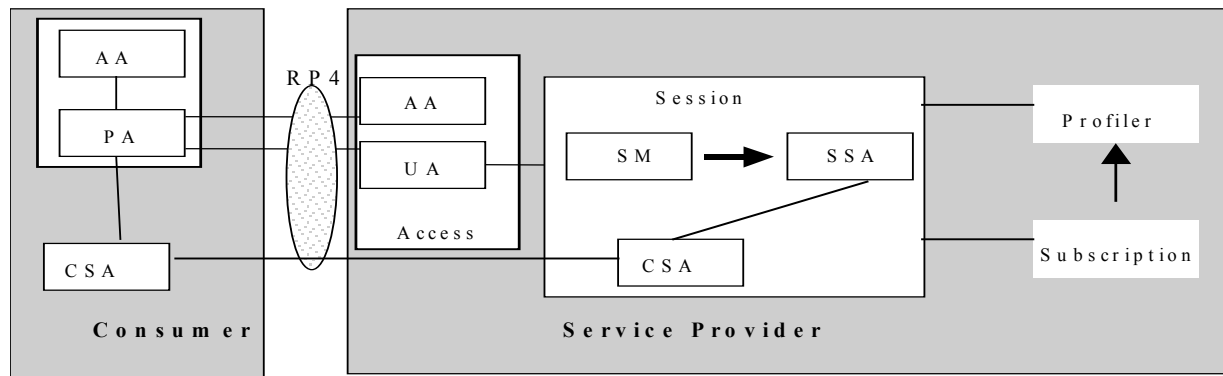 AA
PA
CSA
Consumer
RP4
AA
UA
Access
Session
SM
SSA
CSA
Service Provider
Profiler
Subscription